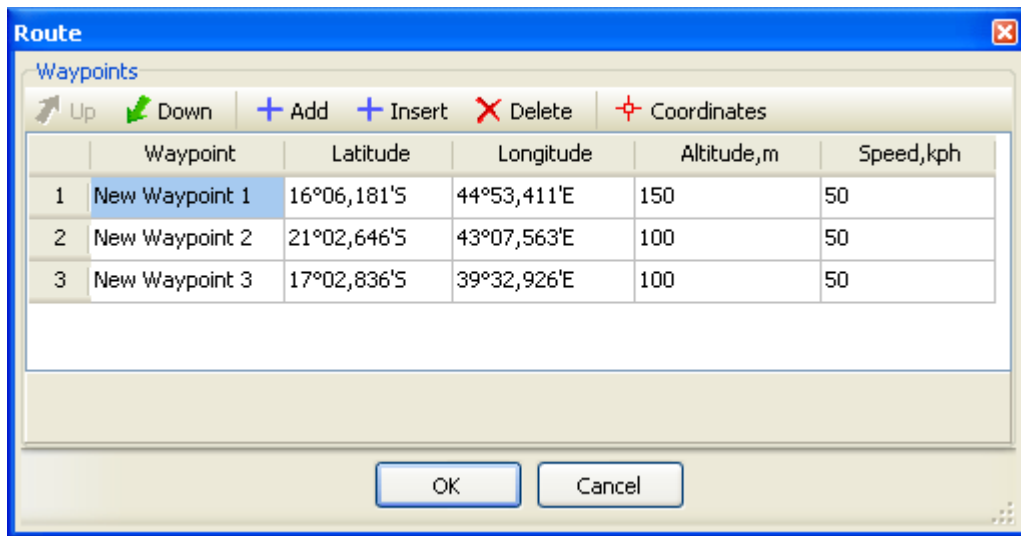 Route
Waypoints
Up Down Add Insert Delete Coordinates
Waypoint Latitude Longitude Altitude,m Speed,kph
1 New Waypoint 1 16°06,181'S 44°53,411'E 150 50
2 New Waypoint 2 21°02,646'S 43°07,563'E 100 50
3 New Waypoint 3 17°02,836'S 39°32,926'E 100 50
OK Cancel